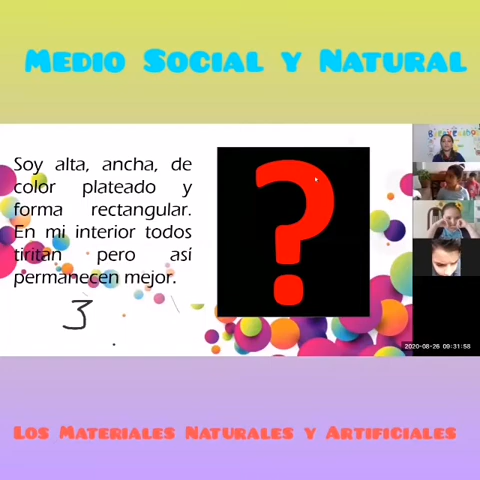 Medio Social y Natural
Soy alta, ancha, de
color plateado y
forma rectangular.
En mi interior todos
tiritan pero así
permanecen mejor.
?
3
Bienvenidos
2020-08-26 09:31:58
Los Materiales Naturales y Artificiales